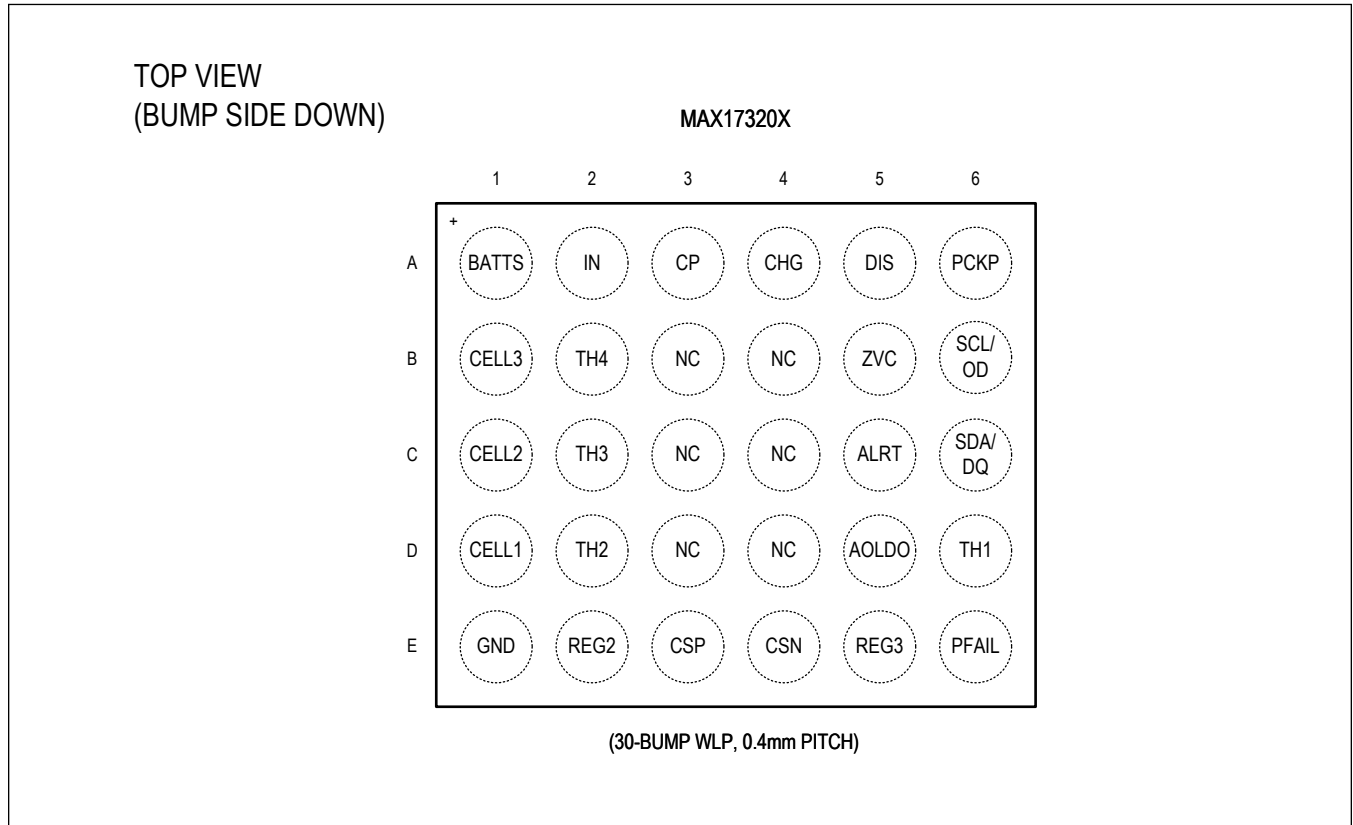 TOP VIEW
(BUMP SIDE DOWN)
MAX17320X
1 2 3 4 5 6
+
A BATTS IN CP CHG DIS PCKP
B CELL3 TH4 NC NC ZVC SCL/
OD
C CELL2 TH3 NC NC ALRT SDA/
DQ
D CELL1 TH2 NC NC AOLDO TH1
E GND REG2 CSP CSN REG3 PFAIL
(30-BUMP WLP, 0.4mm PITCH)